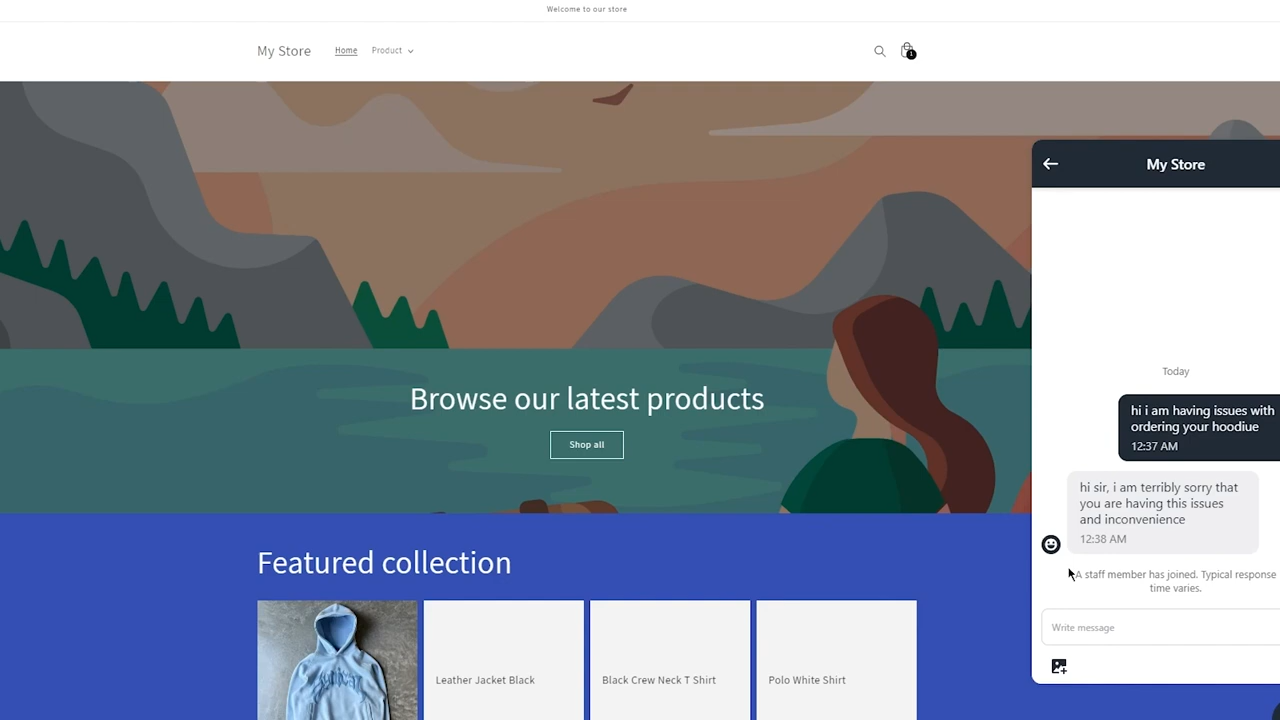 Welcome to our store
My Store
Home
Product
1
Browse our latest products
Shop all
Featured collection
Leather Jacket Black
Black Crew Neck T Shirt
Polo White Shirt
My Store
Today
hi i am having issues with
ordering your hoodiue
12:37 AM
hi sir, i am terribly sorry that
you are having this issues
and inconvenience
12:38 AM
A staff member has joined. Typical response
time varies.
Write message